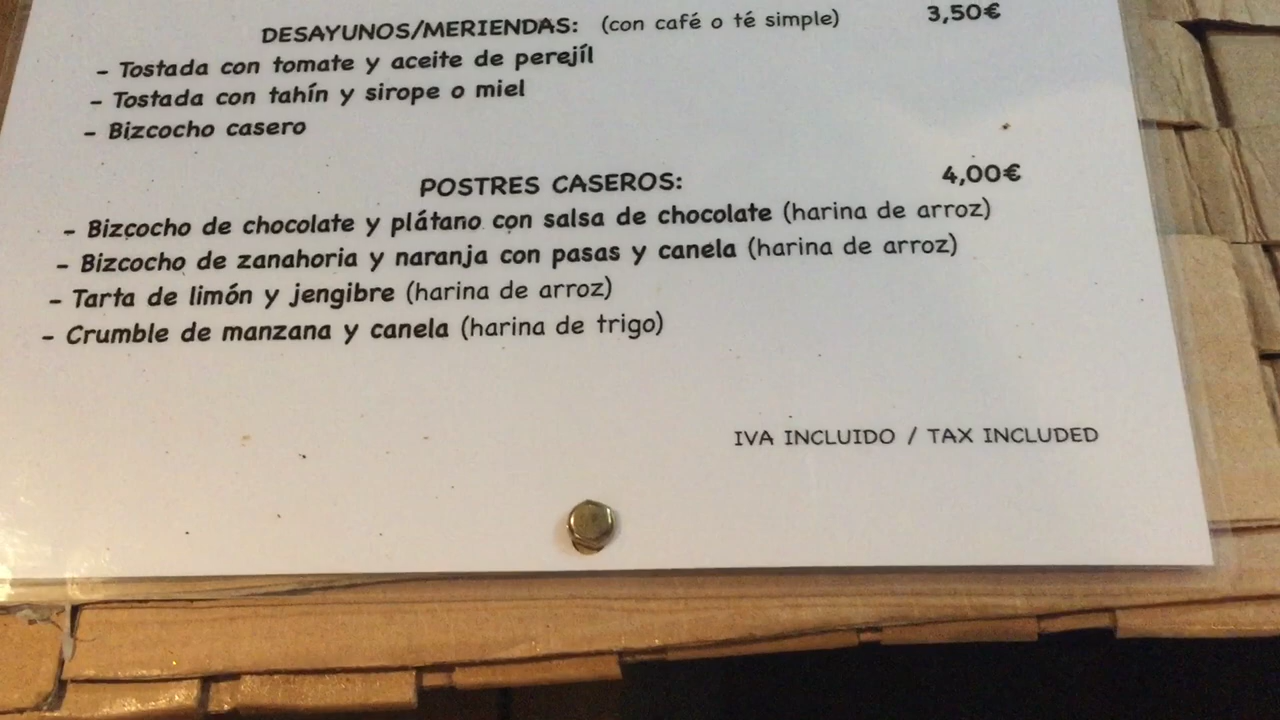 DESAYUNOS/MERIENDAS: (con café o té simple) 3,50€
- Tostada con tomate y aceite de perejíl
- Tostada con tahín y sirope o miel
- Bizcocho casero
POSTRES CASEROS: 4,00€
- Bizcocho de chocolate y plátano con salsa de chocolate (harina de arroz)
- Bizcocho de zanahoria y naranja con pasas y canela (harina de arroz)
- Tarta de limón y jengibre (harina de arroz)
- Crumble de manzana y canela (harina de trigo)
IVA INCLUIDO / TAX INCLUDED